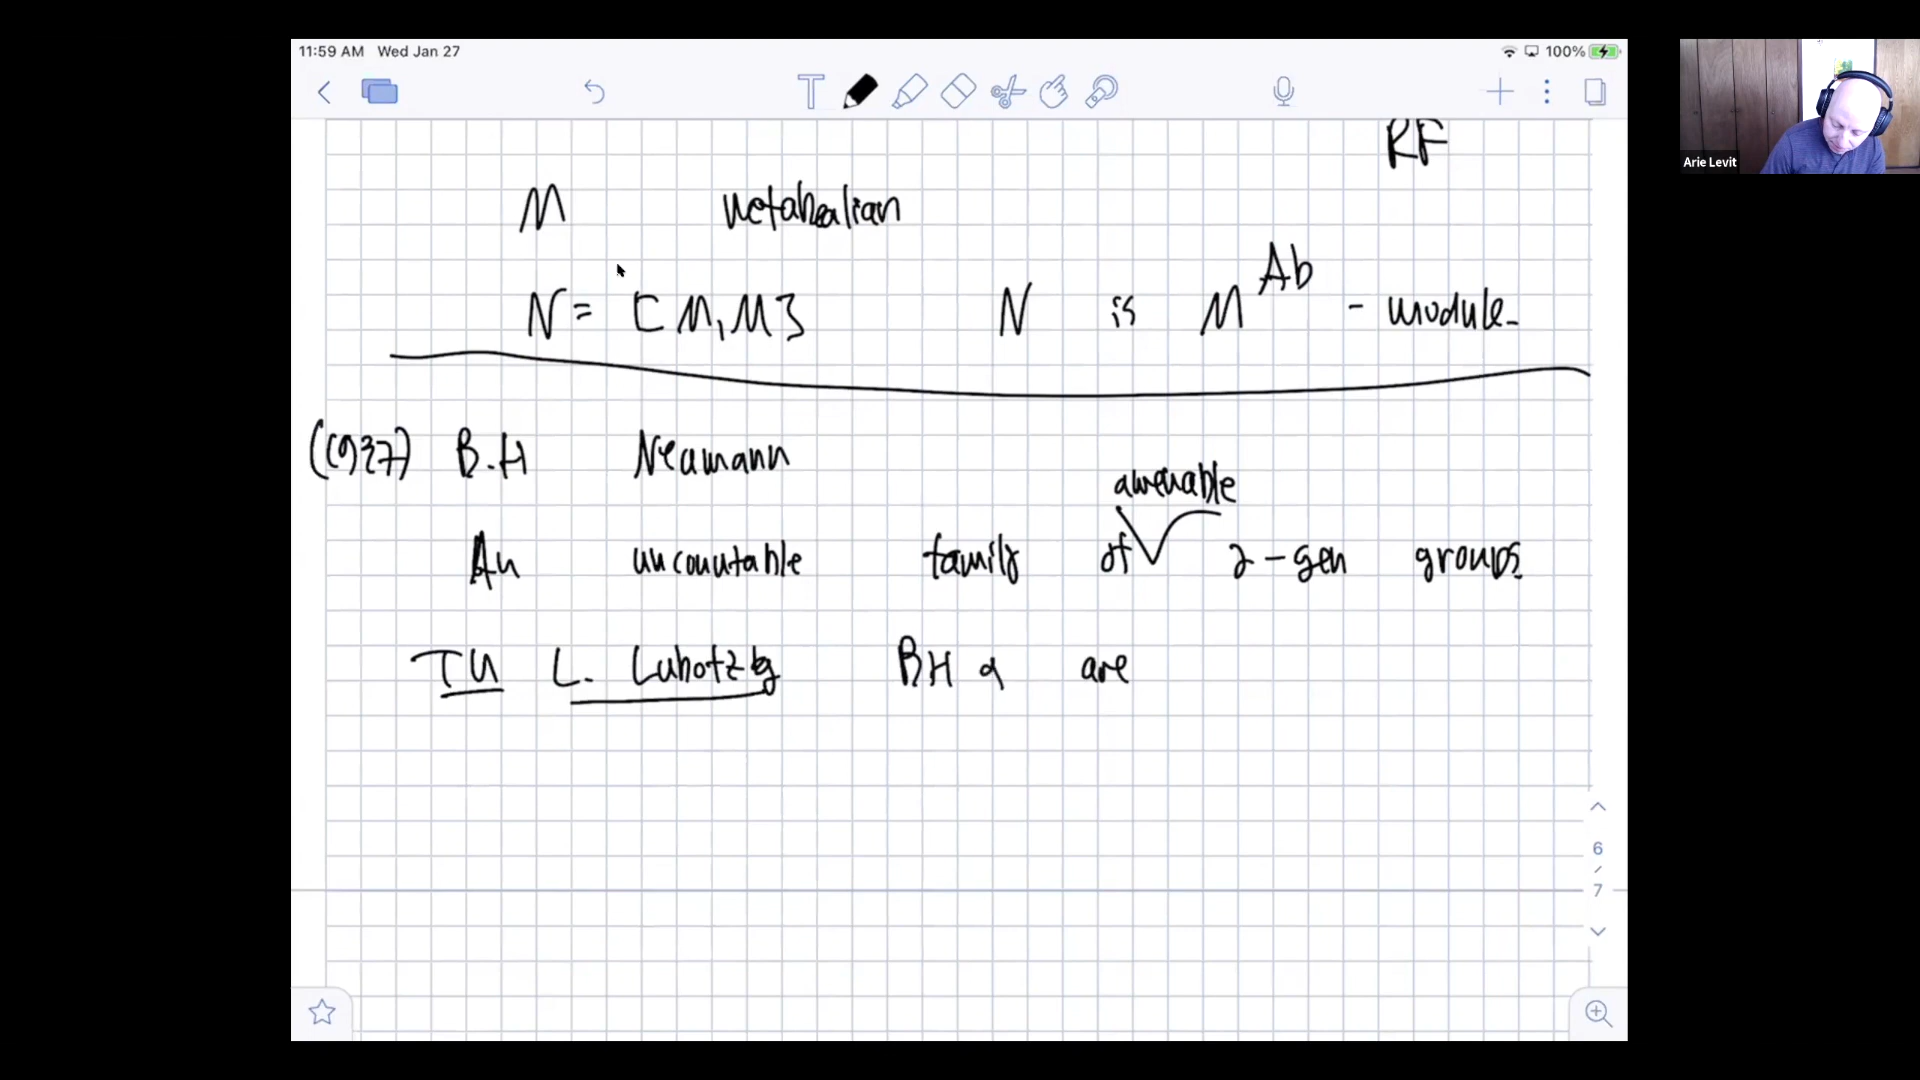 11:59 AM Wed Jan 27
100%
Arie Levit
RF
M metabelian
N = [M, M] N is M^Ab - module.
(1937) B.H Neumann
amenable
An uncountable family of 2-gen groups.
L. Lubotzky BH α are
6
7